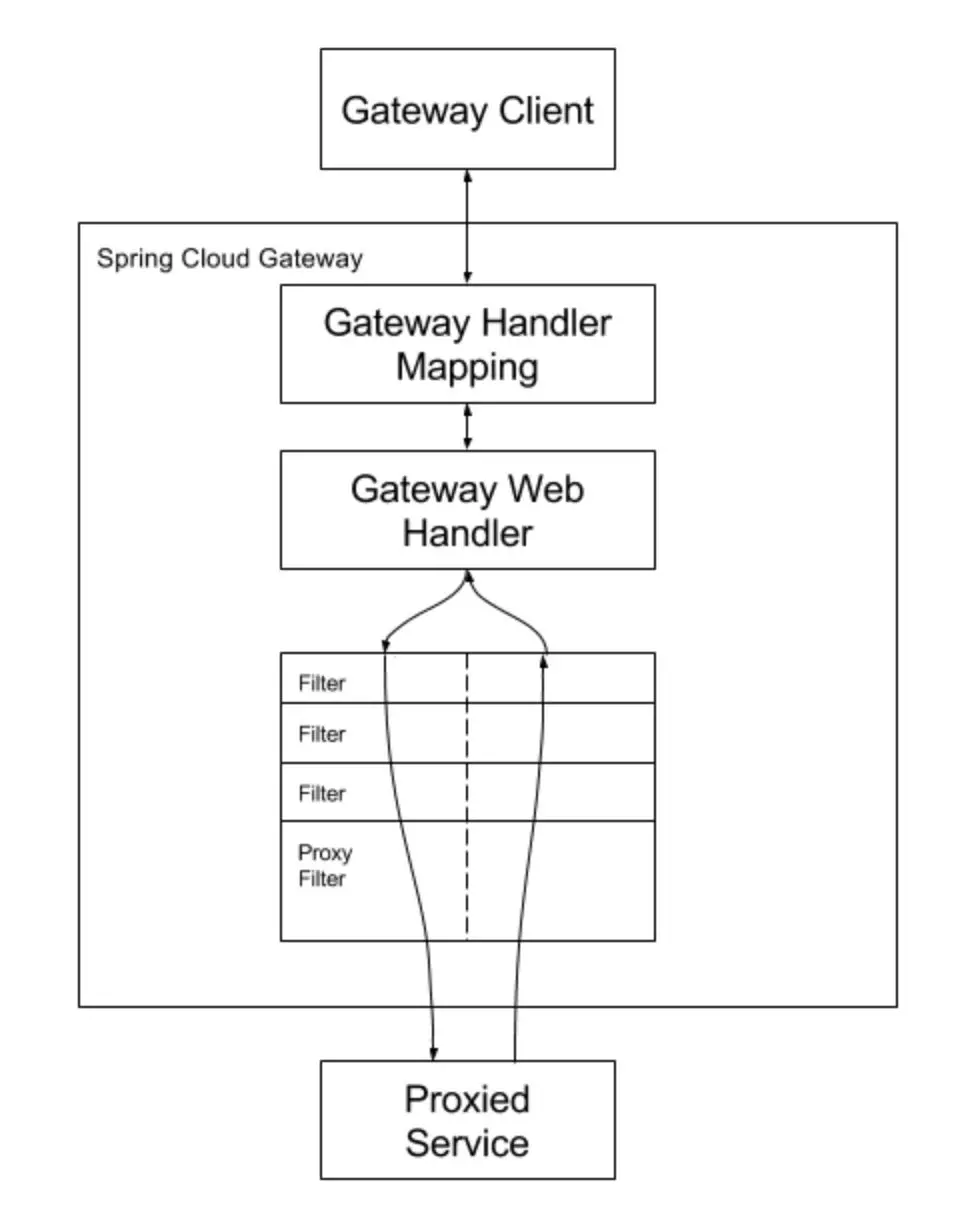 Gateway Client
Spring Cloud Gateway
Gateway Handler
Mapping
Gateway Web
Handler
Filter
Filter
Filter
Proxy
Filter
Proxied
Service